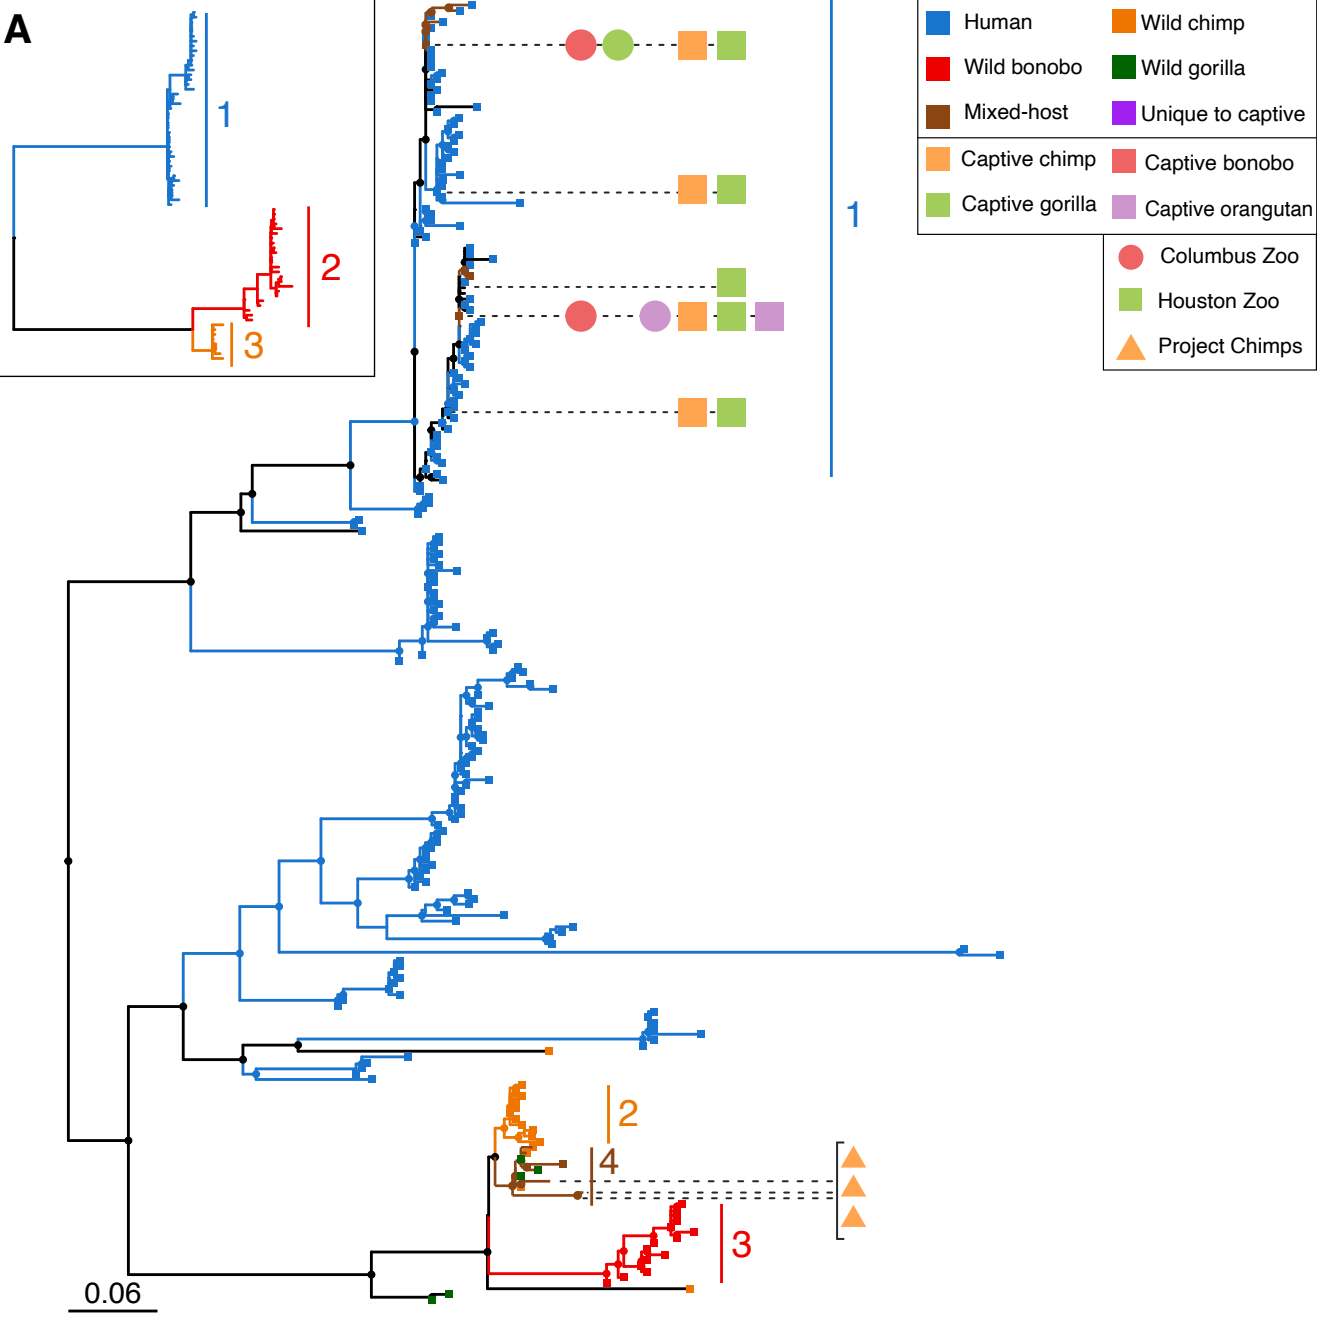 A
1
2
3
Human
Wild chimp
Wild bonobo
Wild gorilla
Mixed-host
Unique to captive
Captive chimp
Captive bonobo
Captive gorilla
Captive orangutan
Columbus Zoo
Houston Zoo
Project Chimps
1
2
4
3
0.06